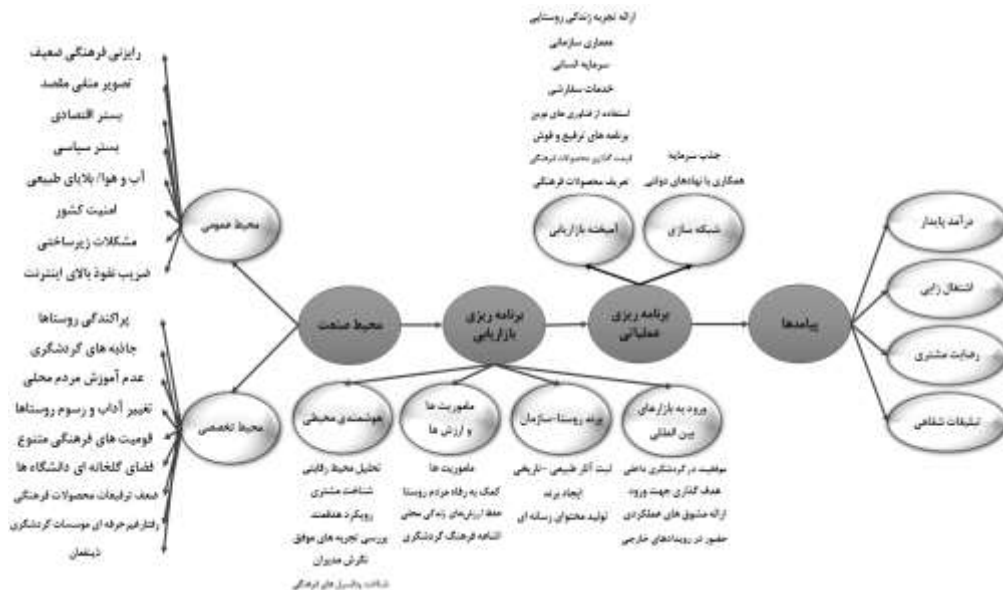 رایزنی فرهنگی ضعیف
تصویر منفی مقصد
بستر اقتصادی
بستر سیاسی
آب و هوا/ بلایای طبیعی
امنیت کشور
مشکلات زیرساختی
ضریب نفوذ بالای اینترنت
محیط عمومی
پراکندگی روستاها
جاذبه های گردشگری
عدم آموزش مردم محلی
تغییر آداب و رسوم روستاها
قومیت های فرهنگی متنوع
فضای گلخانه ای دانشگاه ها
ضعف ترفیعات محصولات فرهنگی
رفتار غیر حرفه ای موسسات گردشگری
ذینفعان
محیط تخصصی
محیط صنعت
برنامه ریزی
بازاریابی
هوشمندی محیطی
تحلیل محیط رقابتی
شناخت مشتری
رویکرد هدفمند
بررسی تجربه های موفق
نگرش مدیران
شناخت پتانسیل های فرهنگی
ماموریت ها
و ارزش ها
ماموریت ها
کمک به رفاه مردم روستا
حفظ ارزش‌های زندگی محلی
اشاعه فرهنگ گردشگری
برند روستا-سازمان
ثبت آثار طبیعی -تاریخی
ایجاد برند
تولید محتوای رسانه ای
ورود به بازارهای
بین المللی
موفقیت در گردشگری داخلی
هدف گذاری جهت ورود
ارائه مشوق های عملکردی
حضور در رویدادهای خارجی
برنامه ریزی
عملیاتی
ارائه تجربه زندگی روستایی
معماری سازمانی
سرمایه انسانی
خدمات سفارشی
استفاده از فناوری های نوین
برنامه های ترفیع و فروش
قیمت گذاری محصولات فرهنگی
تعریف محصولات فرهنگی
آمیخته بازاریابی
جذب سرمایه
همکاری با نهادهای دولتی
شبکه سازی
پیامدها
درآمد پایدار
اشتغال زایی
رضایت مشتری
تبلیغات شفاهی